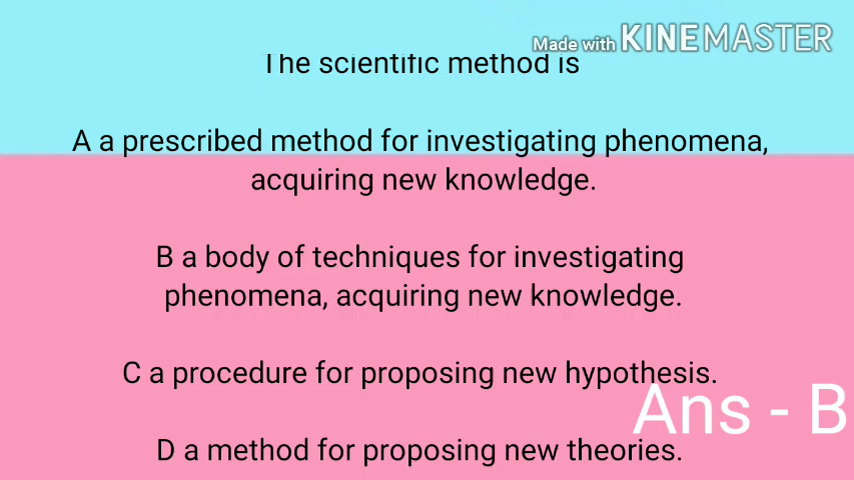 Made with KINEMASTER
The scientific method is
A a prescribed method for investigating phenomena,
acquiring new knowledge.
B a body of techniques for investigating
phenomena, acquiring new knowledge.
C a procedure for proposing new hypothesis.
Ans - B
D a method for proposing new theories.